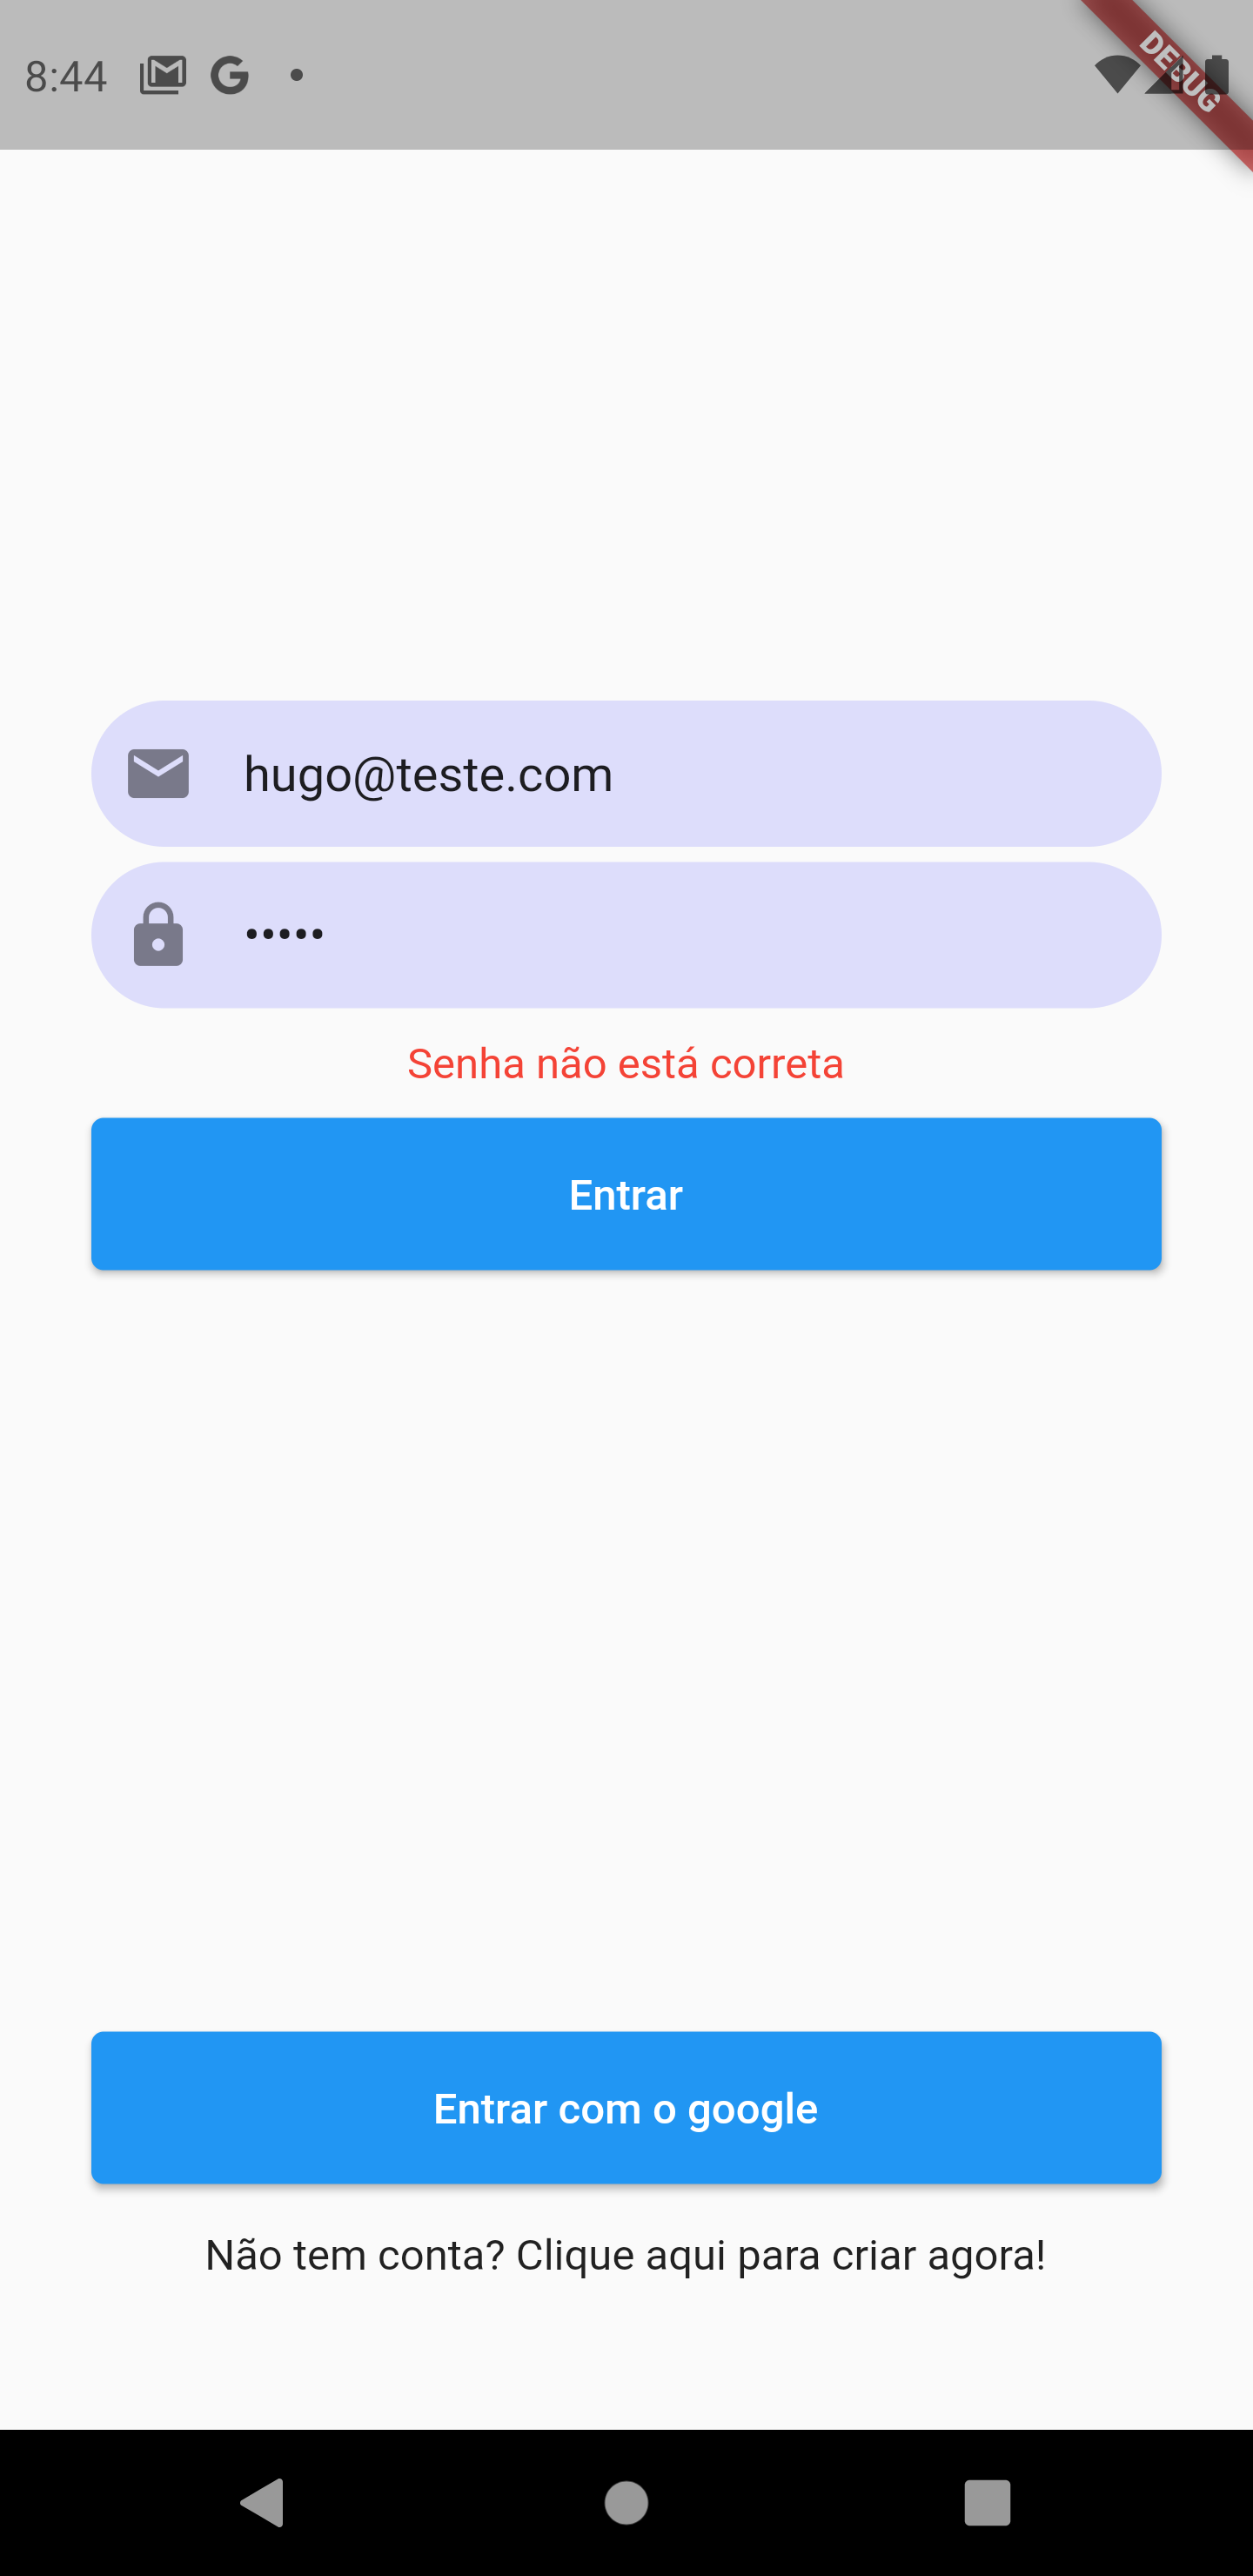 8:44
DEBUG
hugo@teste.com
•••••
Senha não está correta
Entrar
Entrar com o google
Não tem conta? Clique aqui para criar agora!